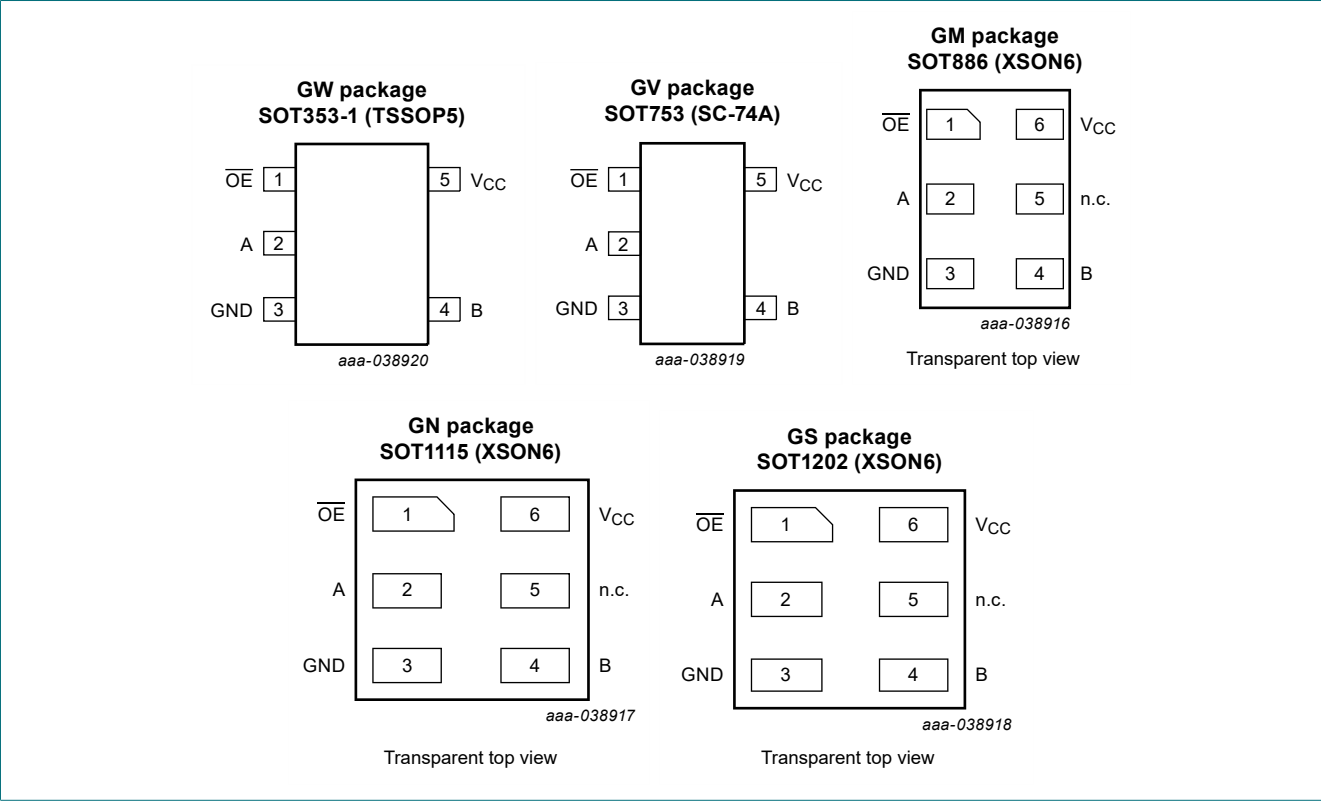 GW package
SOT353-1 (TSSOP5)
OE 1
5 VCC
A 2
GND 3
4 B
aaa-038920
GV package
SOT753 (SC-74A)
OE 1
5 VCC
A 2
GND 3
4 B
aaa-038919
GM package
SOT886 (XSON6)
OE 1
6 VCC
A 2
5 n.c.
GND 3
4 B
aaa-038916
Transparent top view
GN package
SOT1115 (XSON6)
OE 1
6 VCC
A 2
5 n.c.
GND 3
4 B
aaa-038917
Transparent top view
GS package
SOT1202 (XSON6)
OE 1
6 VCC
A 2
5 n.c.
GND 3
4 B
aaa-038918
Transparent top view